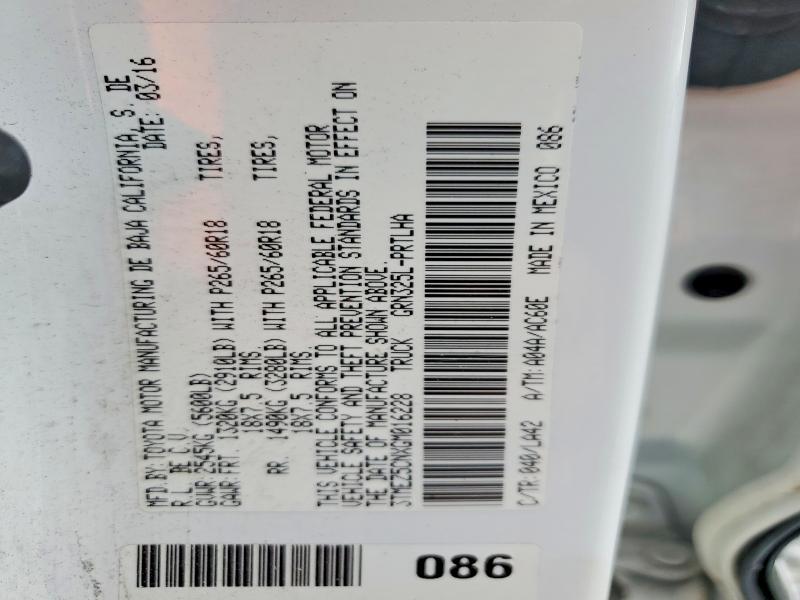 MFD.BY: TOYOTA MOTOR MANUFACTURING DE BAJA CALIFORNIA, S. DE
R.L. DE C.V. DATE: 03/16
GVWR: 2545KG (5600LB)
GAWR: FRT. 1320KG (2910LB) WITH P265/60R18 TIRES,
18X7.5 RIMS.
RR. 1490KG (3280LB) WITH P265/60R18 TIRES,
18X7.5 RIMS.
THIS VEHICLE CONFORMS TO ALL APPLICABLE FEDERAL MOTOR
VEHICLE SAFETY AND THEFT PREVENTION STANDARDS IN EFFECT ON
THE DATE OF MANUFACTURE SHOWN ABOVE.
3TMEZ5CNXGM016228 TRUCK GRN325L-PRTLHA
C/TR: 040/LA42 A/TM: A04A/AC60E MADE IN MEXICO 086
086